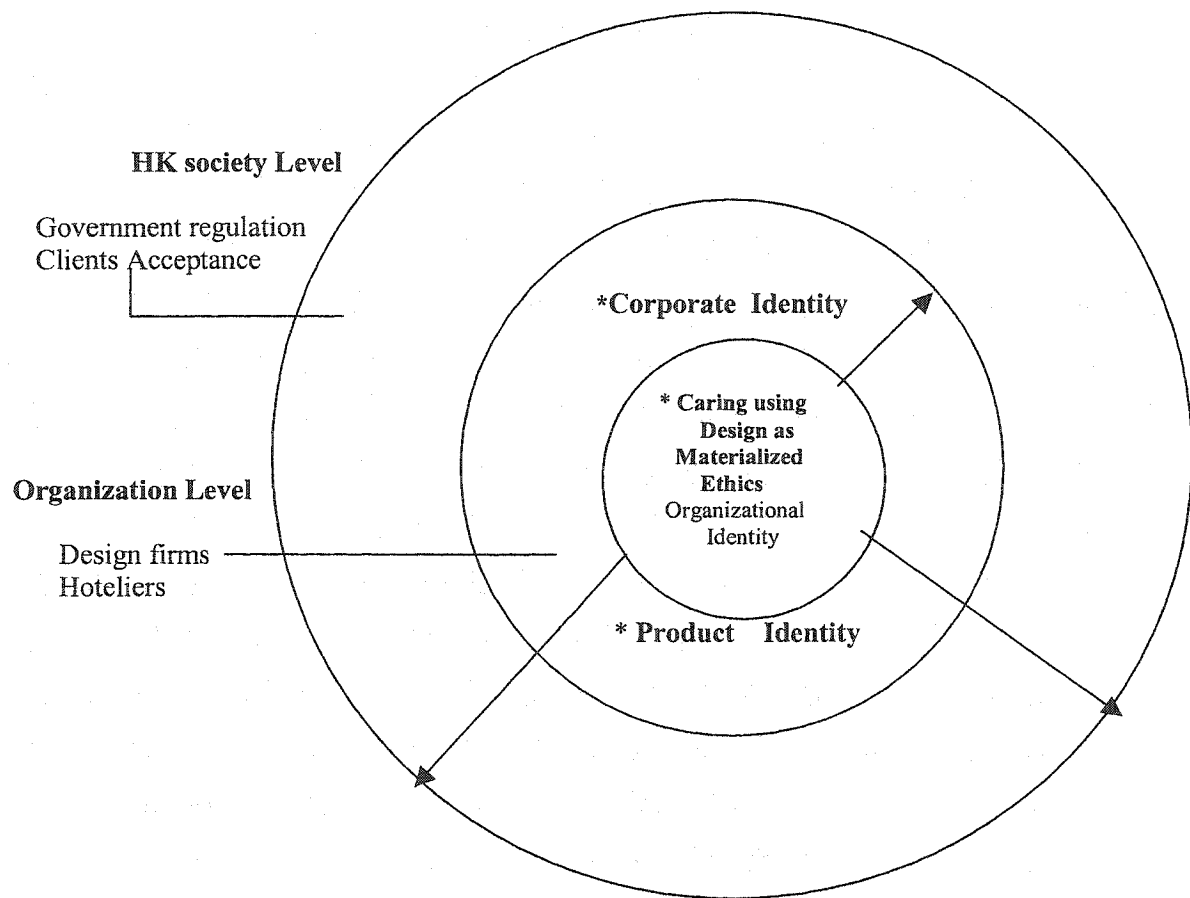 HK society Level
Government regulation
Clients Acceptance
*Corporate Identity
* Caring using
Design as
Materialized
Ethics
Organizational
Identity
Organization Level
Design firms
Hoteliers
* Product Identity